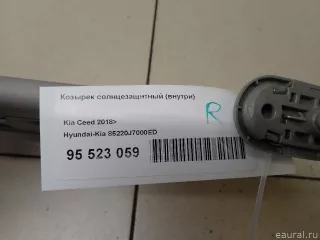 Козырек солнцезащитный (внутри)
Kia Ceed 2018>
R
Hyundai-Kia 85220J7000ED
95 523 059
eaural.ru